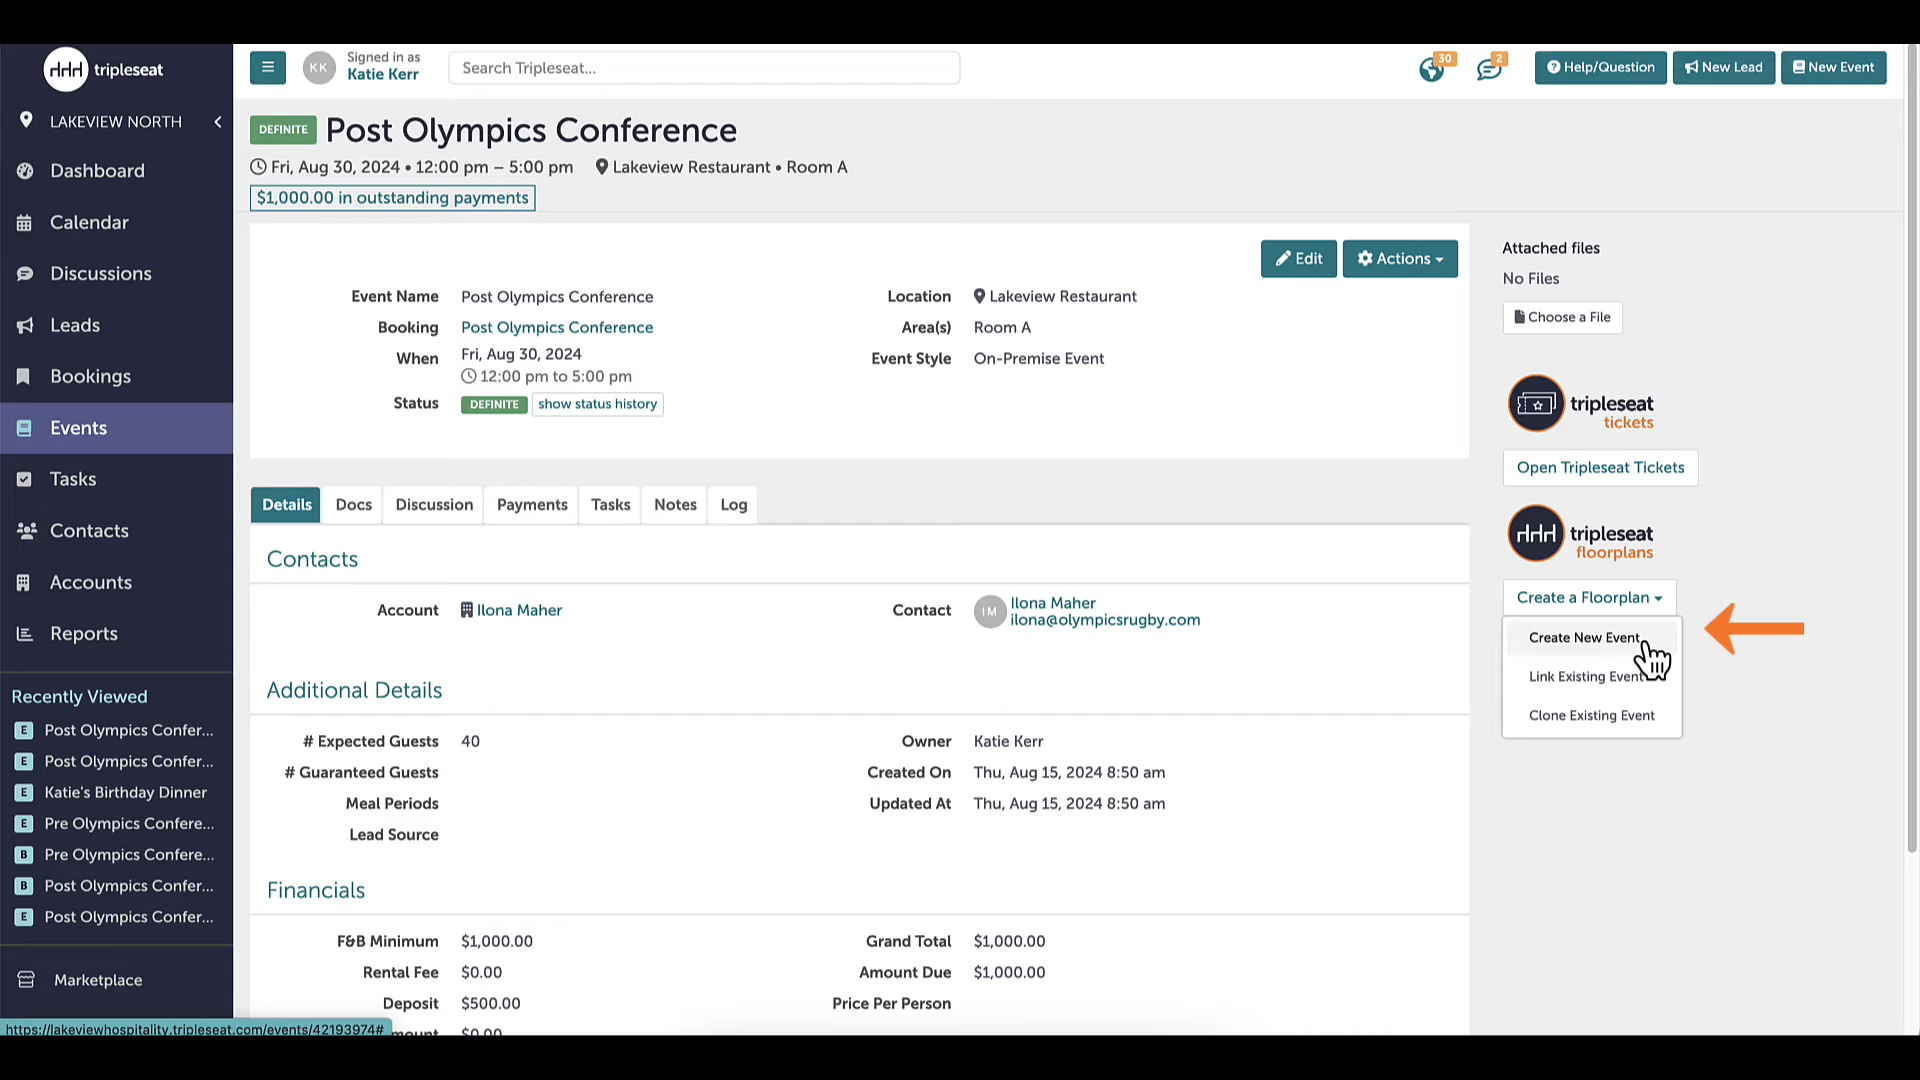 tripleseat
KK
Signed in as
Katie Kerr
Search Tripleseat...
30
2
Help/Question
New Lead
New Event
LAKEVIEW NORTH
Dashboard
Calendar
Discussions
Leads
Bookings
Events
Tasks
Contacts
Accounts
Reports
Recently Viewed
E Post Olympics Confer...
E Post Olympics Confer...
E Katie's Birthday Dinner
E Pre Olympics Confere...
B Pre Olympics Confere...
B Post Olympics Confer...
E Post Olympics Confer...
Marketplace
https://lakeviewhospitality.tripleseat.com/events/42193974#
DEFINITE Post Olympics Conference
Fri, Aug 30, 2024 • 12:00 pm – 5:00 pm Lakeview Restaurant • Room A
$1,000.00 in outstanding payments
Edit
Actions
Event Name Post Olympics Conference
Booking Post Olympics Conference
When Fri, Aug 30, 2024
12:00 pm to 5:00 pm
Status DEFINITE show status history
Location Lakeview Restaurant
Area(s) Room A
Event Style On-Premise Event
Details Docs Discussion Payments Tasks Notes Log
Contacts
Account Ilona Maher
Contact IM Ilona Maher
ilona@olympicsrugby.com
Additional Details
# Expected Guests 40
# Guaranteed Guests
Meal Periods
Lead Source
Owner Katie Kerr
Created On Thu, Aug 15, 2024 8:50 am
Updated At Thu, Aug 15, 2024 8:50 am
Financials
F&B Minimum $1,000.00
Rental Fee $0.00
Deposit $500.00
$0.00
Grand Total $1,000.00
Amount Due $1,000.00
Price Per Person
Attached files
No Files
Choose a File
tripleseat
tickets
Open Tripleseat Tickets
tripleseat
floorplans
Create a Floorplan
Create New Event
Link Existing Event
Clone Existing Event